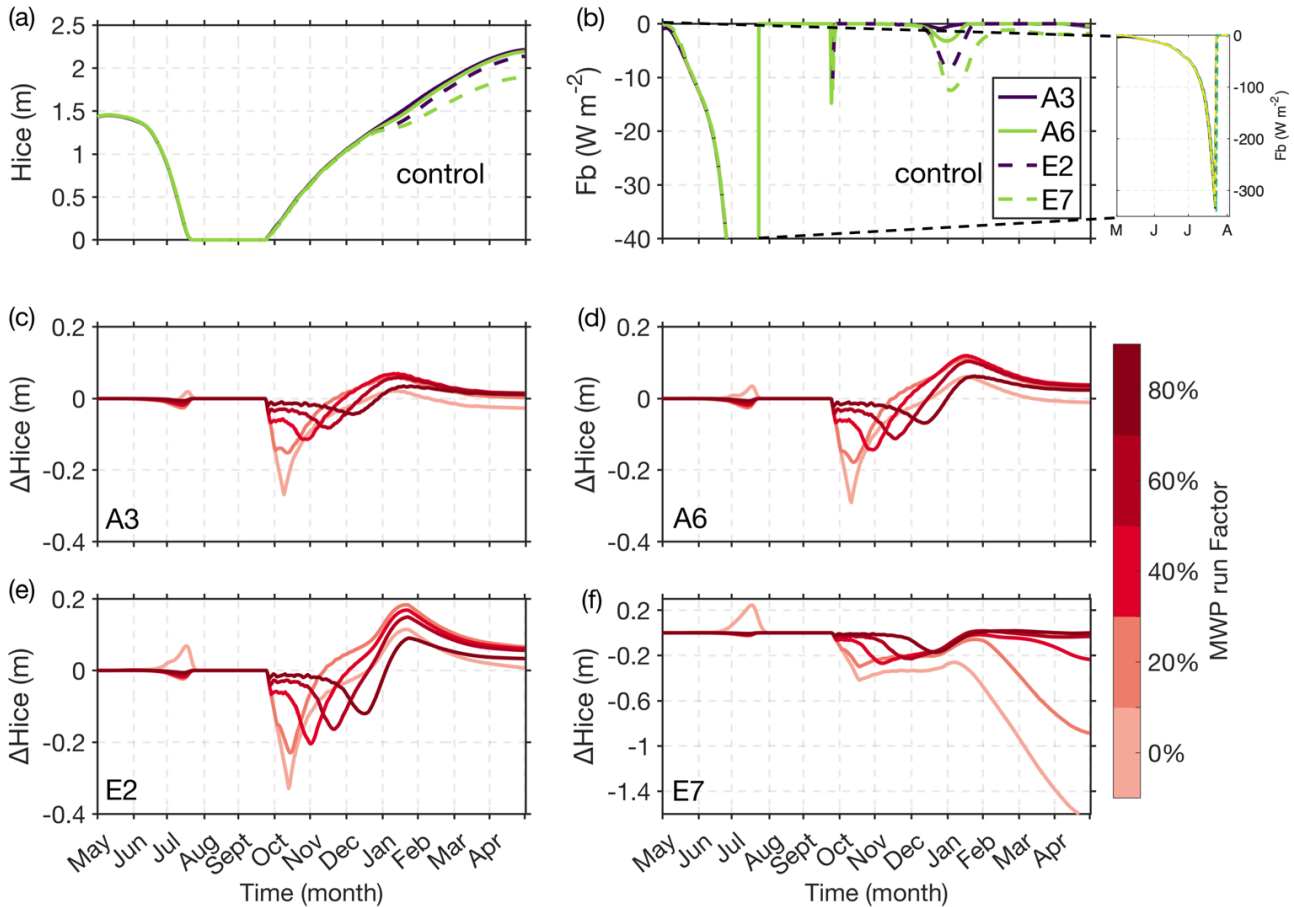 (a)
2.5
2
1.5
1
0.5
0
Hice (m)
control
(b)
0
-10
-20
-30
-40
Fb (W m⁻²)
control
A3
A6
E2
E7
0
-100
-200
-300
Fb (W m⁻²)
M J J A
(c)
0.2
0
-0.2
-0.4
ΔHice (m)
A3
(d)
0.2
0
-0.2
-0.4
ΔHice (m)
A6
(e)
0.2
0
-0.2
-0.4
ΔHice (m)
E2
May Jun Jul Aug Sept Oct Nov Dec Jan Feb Mar Apr
Time (month)
(f)
0.2
-0.2
-0.6
-1
-1.4
ΔHice (m)
E7
May Jun Jul Aug Sept Oct Nov Dec Jan Feb Mar Apr
Time (month)
80%
60%
40%
20%
0%
MWP run Factor